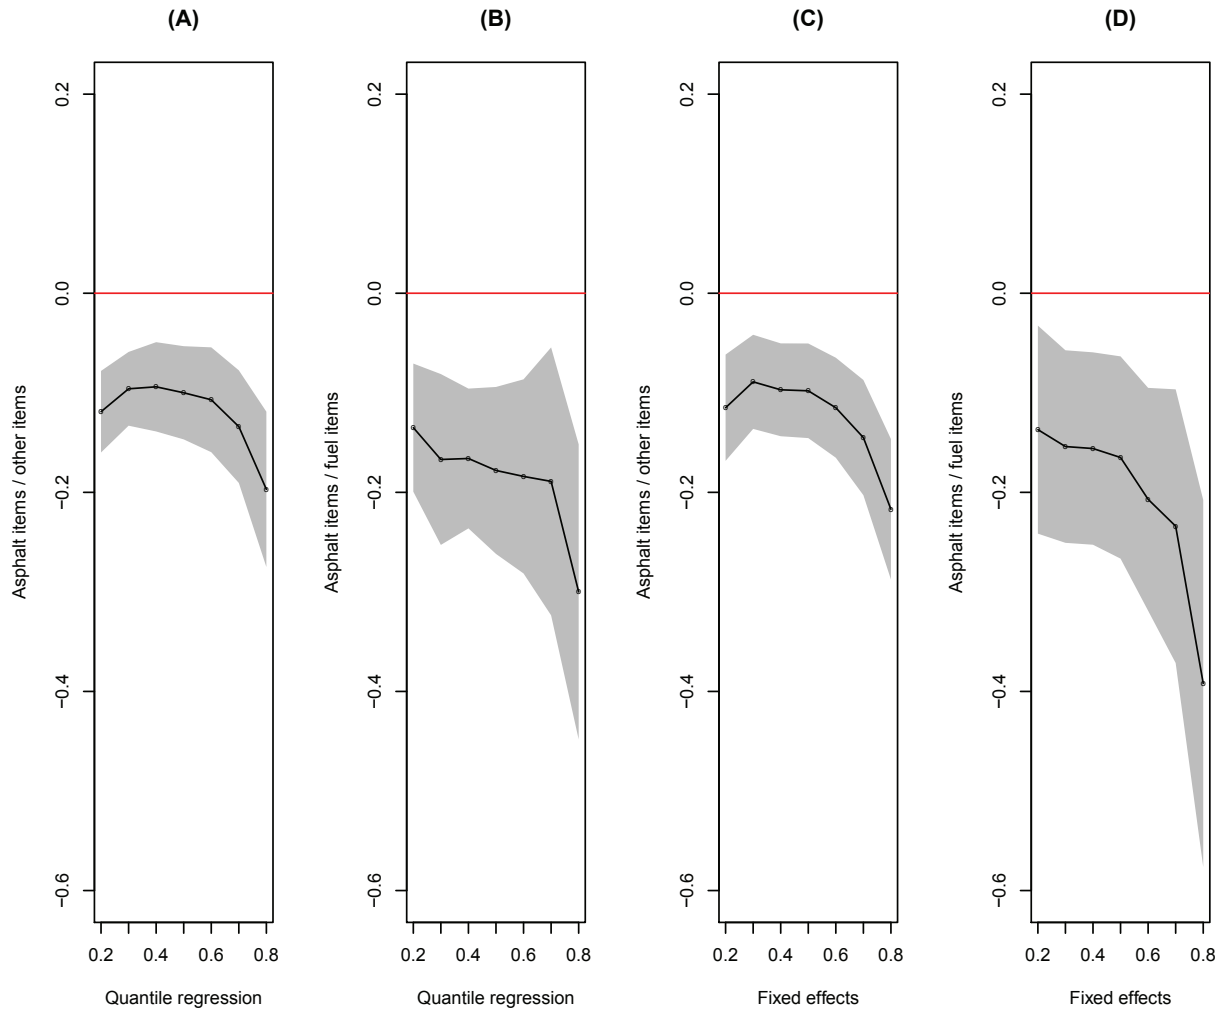 (A)
0.2
0.0
−0.2
−0.4
−0.6
Asphalt items / other items
0.2 0.4 0.6 0.8
Quantile regression
(B)
0.2
0.0
−0.2
−0.4
−0.6
Asphalt items / fuel items
0.2 0.4 0.6 0.8
Quantile regression
(C)
0.2
0.0
−0.2
−0.4
−0.6
Asphalt items / other items
0.2 0.4 0.6 0.8
Fixed effects
(D)
0.2
0.0
−0.2
−0.4
−0.6
Asphalt items / fuel items
0.2 0.4 0.6 0.8
Fixed effects